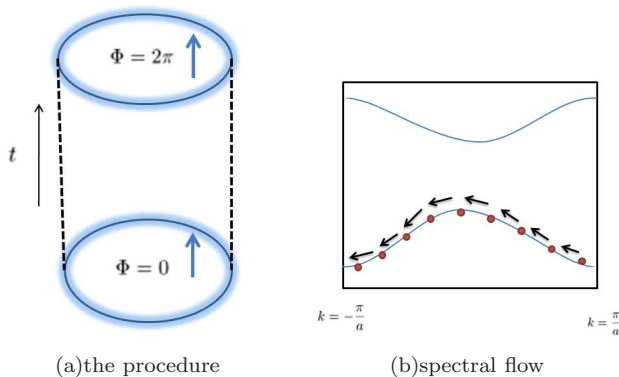 Φ = 2π
t
Φ = 0
k = -π/a
k = π/a
(a)the procedure
(b)spectral flow